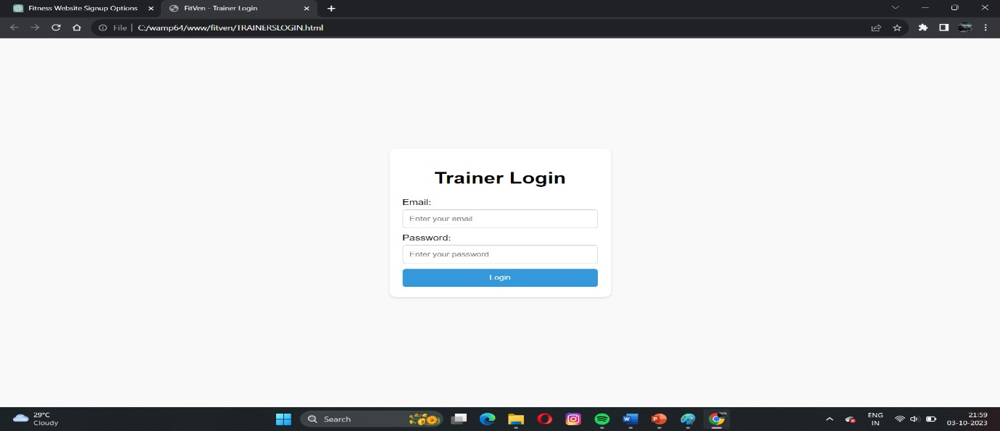 Fitness Website Signup Options
FitVen - Trainer Login
File | C:/wamp64/www/fitven/TRAINERSLOGIN.html
Trainer Login
Email:
Enter your email
Password:
Enter your password
Login
29°C
Cloudy
Search
ENG
IN
21:59
03-10-2023